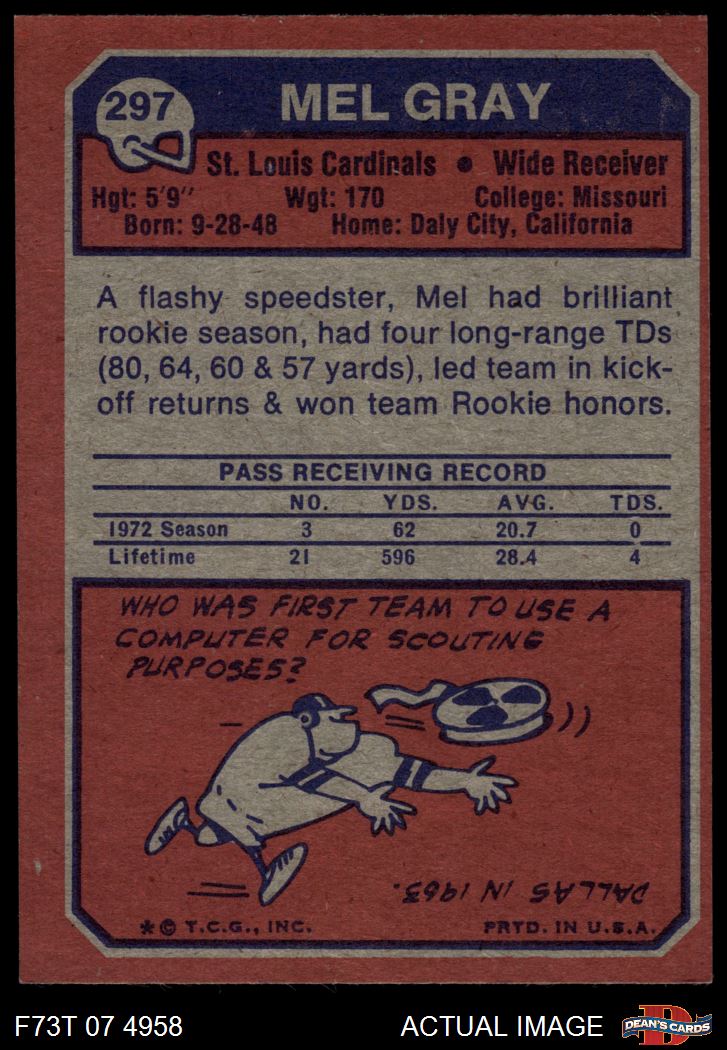 297
MEL GRAY
St. Louis Cardinals • Wide Receiver
Hgt: 5'9" Wgt: 170 College: Missouri
Born: 9-28-48 Home: Daly City, California
A flashy speedster, Mel had brilliant
rookie season, had four long-range TDs
(80, 64, 60 & 57 yards), led team in kick-
off returns & won team Rookie honors.
PASS RECEIVING RECORD
NO. YDS. AVG. TDS.
1972 Season 3 62 20.7 0
Lifetime 21 596 28.4 4
WHO WAS FIRST TEAM TO USE A
COMPUTER FOR SCOUTING
PURPOSES?
DALLAS IN 1963.
*© T.C.G., INC. PRTD. IN U.S.A.
F73T 07 4958 ACTUAL IMAGE D DEAN'S CARDS